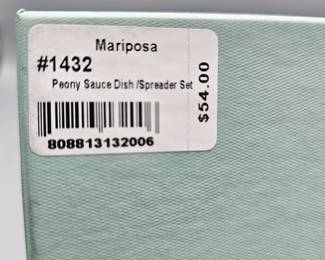 Mariposa
#1432
Peony Sauce Dish /Spreader Set
$54.00
808813132006